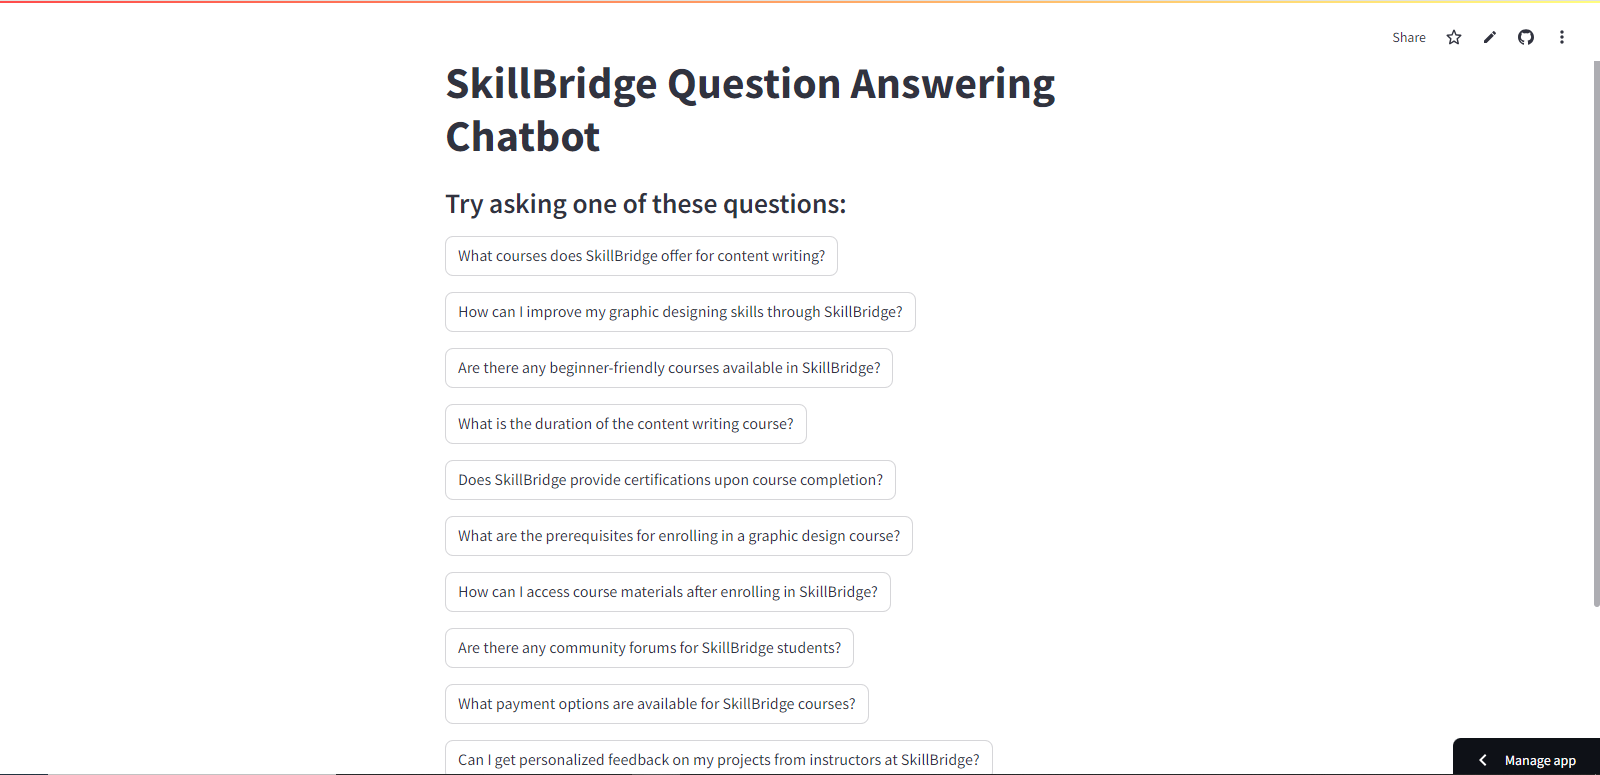 Share
SkillBridge Question Answering
Chatbot
Try asking one of these questions:
What courses does SkillBridge offer for content writing?
How can I improve my graphic designing skills through SkillBridge?
Are there any beginner-friendly courses available in SkillBridge?
What is the duration of the content writing course?
Does SkillBridge provide certifications upon course completion?
What are the prerequisites for enrolling in a graphic design course?
How can I access course materials after enrolling in SkillBridge?
Are there any community forums for SkillBridge students?
What payment options are available for SkillBridge courses?
Can I get personalized feedback on my projects from instructors at SkillBridge?
Manage app